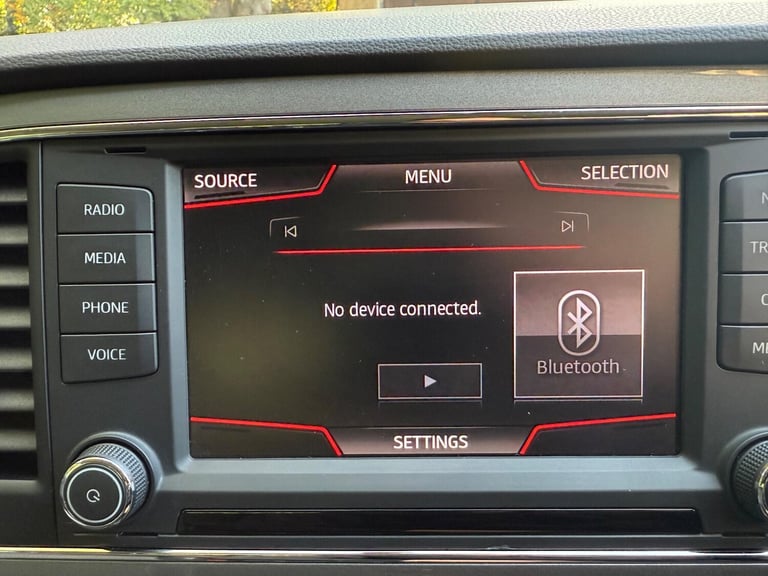 SOURCE
MENU
SELECTION
RADIO
MEDIA
PHONE
VOICE
No device connected.
Bluetooth
SETTINGS